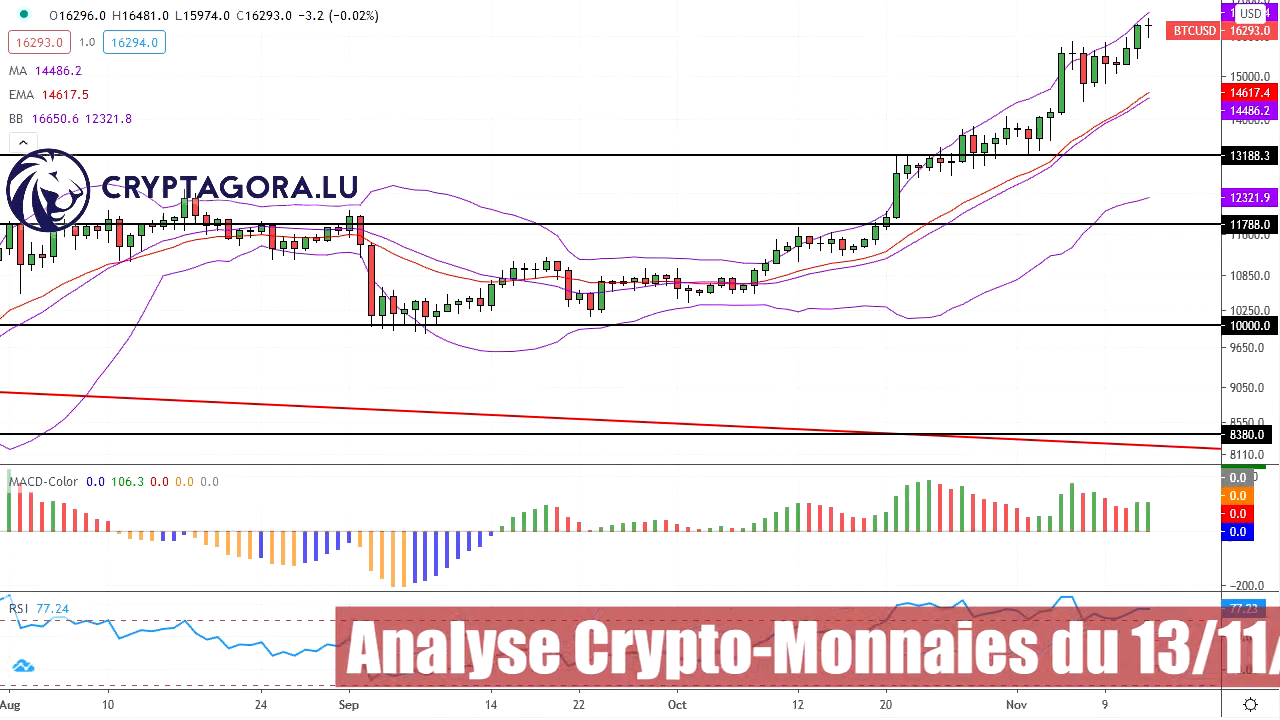 O16296.0 H16481.0 L15974.0 C16293.0 −3.2 (−0.02%)
16293.0 1.0 16294.0
MA 14486.2
EMA 14617.5
BB 16650.6 12321.8
CRYPTAGORA.LU
USD
BTCUSD 16293.0
15000.0
14617.4
14486.2
13188.3
12321.9
11788.0
10850.0
10250.0
10000.0
9650.0
9050.0
8550.0
8380.0
8110.0
MACD-Color 0.0 106.3 0.0 0.0 0.0
0.0
0.0
0.0
0.0
−200.0
RSI 77.24
77.23
Analyse Crypto-Monnaies du 13/11/
Aug 10 24 Sep 14 22 Oct 12 20 Nov 9